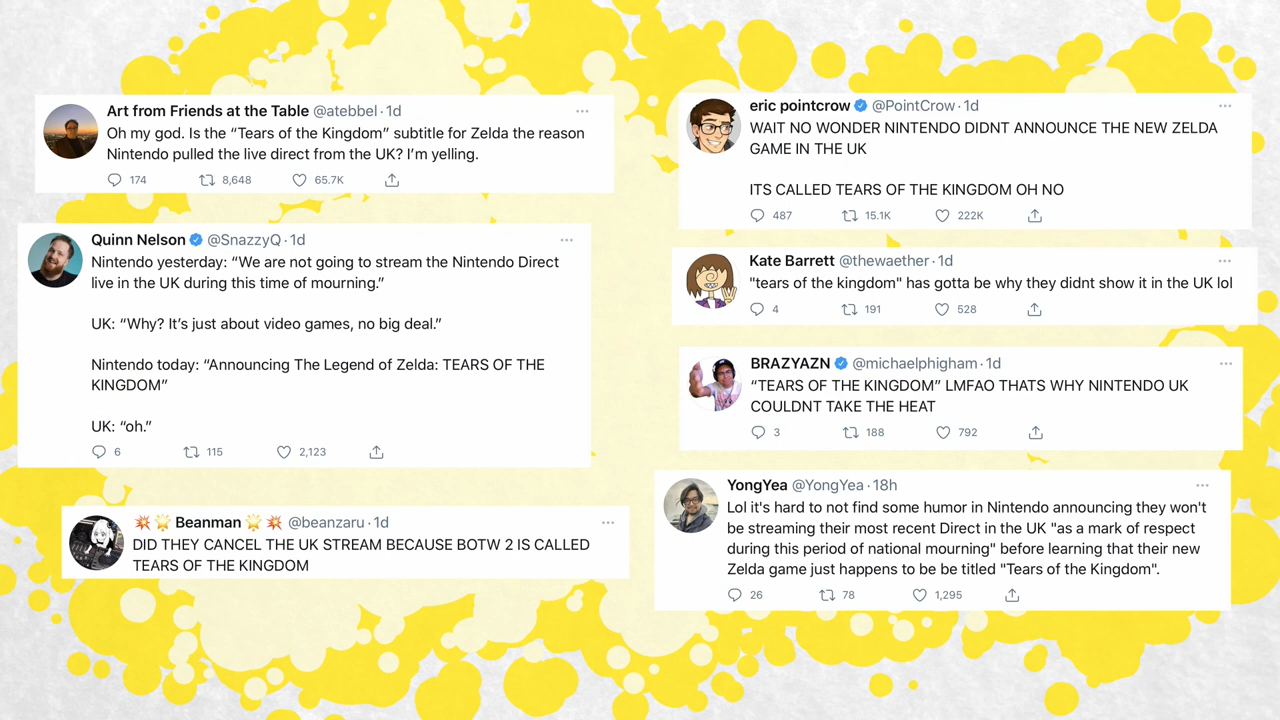 Art from Friends at the Table @atebbel · 1d
Oh my god. Is the “Tears of the Kingdom” subtitle for Zelda the reason
Nintendo pulled the live direct from the UK? I’m yelling.
174 8,648 65.7K
Quinn Nelson @SnazzyQ · 1d
Nintendo yesterday: “We are not going to stream the Nintendo Direct
live in the UK during this time of mourning.”
UK: “Why? It’s just about video games, no big deal.”
Nintendo today: “Announcing The Legend of Zelda: TEARS OF THE
KINGDOM”
UK: “oh.”
6 115 2,123
💥 🌟 Beanman 🌟 💥 @beanzaru · 1d
DID THEY CANCEL THE UK STREAM BECAUSE BOTW 2 IS CALLED
TEARS OF THE KINGDOM
eric pointcrow @PointCrow · 1d
WAIT NO WONDER NINTENDO DIDNT ANNOUNCE THE NEW ZELDA
GAME IN THE UK
ITS CALLED TEARS OF THE KINGDOM OH NO
487 15.1K 222K
Kate Barrett @thewaether · 1d
"tears of the kingdom" has gotta be why they didnt show it in the UK lol
4 191 528
BRAZYAZN @michaelphigham · 1d
“TEARS OF THE KINGDOM” LMFAO THATS WHY NINTENDO UK
COULDNT TAKE THE HEAT
3 188 792
YongYea @YongYea · 18h
Lol it's hard to not find some humor in Nintendo announcing they won't
be streaming their most recent Direct in the UK "as a mark of respect
during this period of national mourning" before learning that their new
Zelda game just happens to be be titled "Tears of the Kingdom".
26 78 1,295